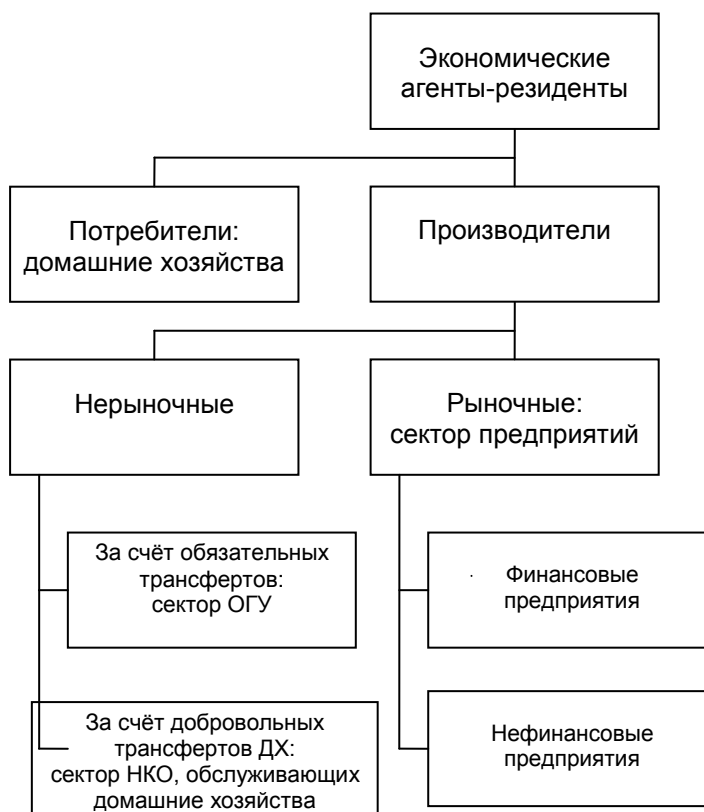 Экономические
агенты-резиденты
Потребители:
домашние хозяйства
Производители
Нерыночные
Рыночные:
сектор предприятий
За счёт обязательных
трансфертов:
сектор ОГУ
Финансовые
предприятия
За счёт добровольных
трансфертов ДХ:
сектор НКО, обслуживающих
домашние хозяйства
Нефинансовые
предприятия